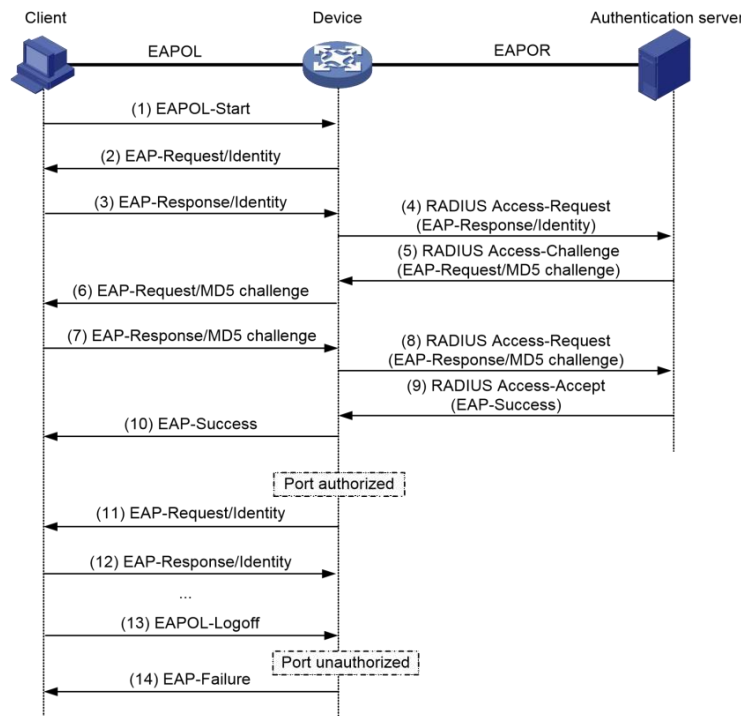 Client
Device
Authentication server
EAPOL
EAPOR
(1) EAPOL-Start
(2) EAP-Request/Identity
(3) EAP-Response/Identity
(4) RADIUS Access-Request
(EAP-Response/Identity)
(5) RADIUS Access-Challenge
(EAP-Request/MD5 challenge)
(6) EAP-Request/MD5 challenge
(7) EAP-Response/MD5 challenge
(8) RADIUS Access-Request
(EAP-Response/MD5 challenge)
(9) RADIUS Access-Accept
(EAP-Success)
(10) EAP-Success
Port authorized
(11) EAP-Request/Identity
(12) EAP-Response/Identity
...
(13) EAPOL-Logoff
Port unauthorized
(14) EAP-Failure